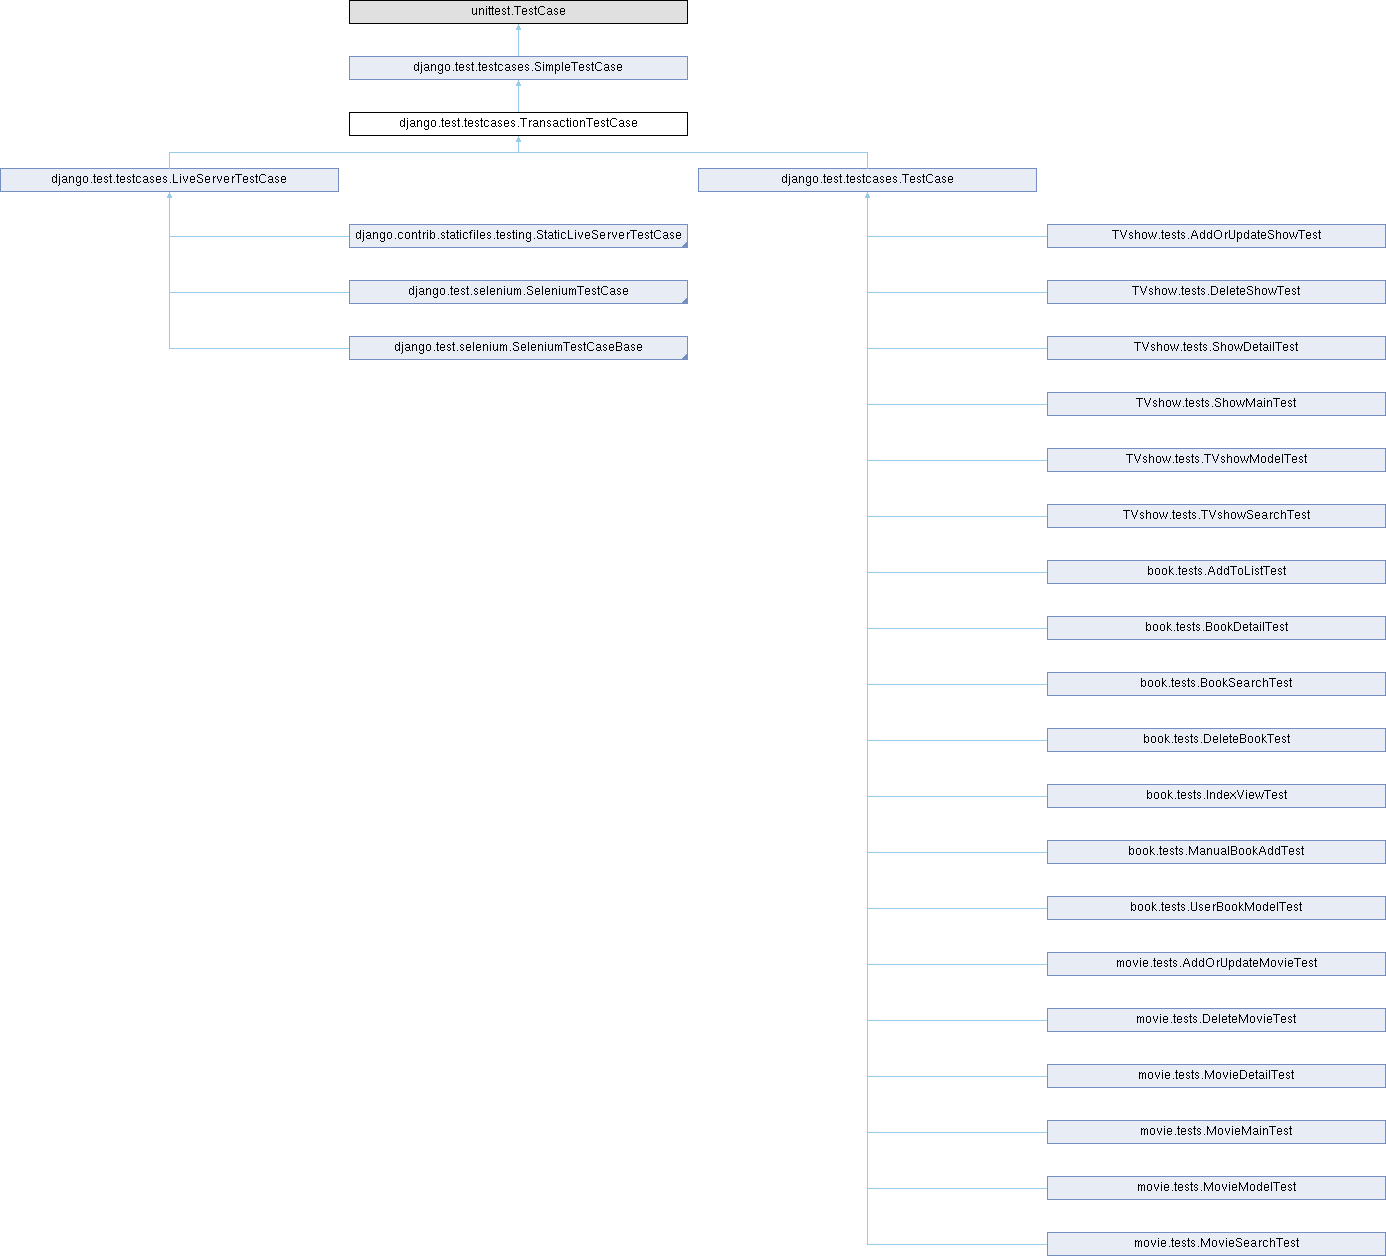 unittest.TestCase
django.test.testcases.SimpleTestCase
django.test.testcases.TransactionTestCase
django.test.testcases.LiveServerTestCase
django.test.testcases.TestCase
django.contrib.staticfiles.testing.StaticLiveServerTestCase
TVshow.tests.AddOrUpdateShowTest
django.test.selenium.SeleniumTestCase
TVshow.tests.DeleteShowTest
django.test.selenium.SeleniumTestCaseBase
TVshow.tests.ShowDetailTest
TVshow.tests.ShowMainTest
TVshow.tests.TVshowModelTest
TVshow.tests.TVshowSearchTest
book.tests.AddToListTest
book.tests.BookDetailTest
book.tests.BookSearchTest
book.tests.DeleteBookTest
book.tests.IndexViewTest
book.tests.ManualBookAddTest
book.tests.UserBookModelTest
movie.tests.AddOrUpdateMovieTest
movie.tests.DeleteMovieTest
movie.tests.MovieDetailTest
movie.tests.MovieMainTest
movie.tests.MovieModelTest
movie.tests.MovieSearchTest